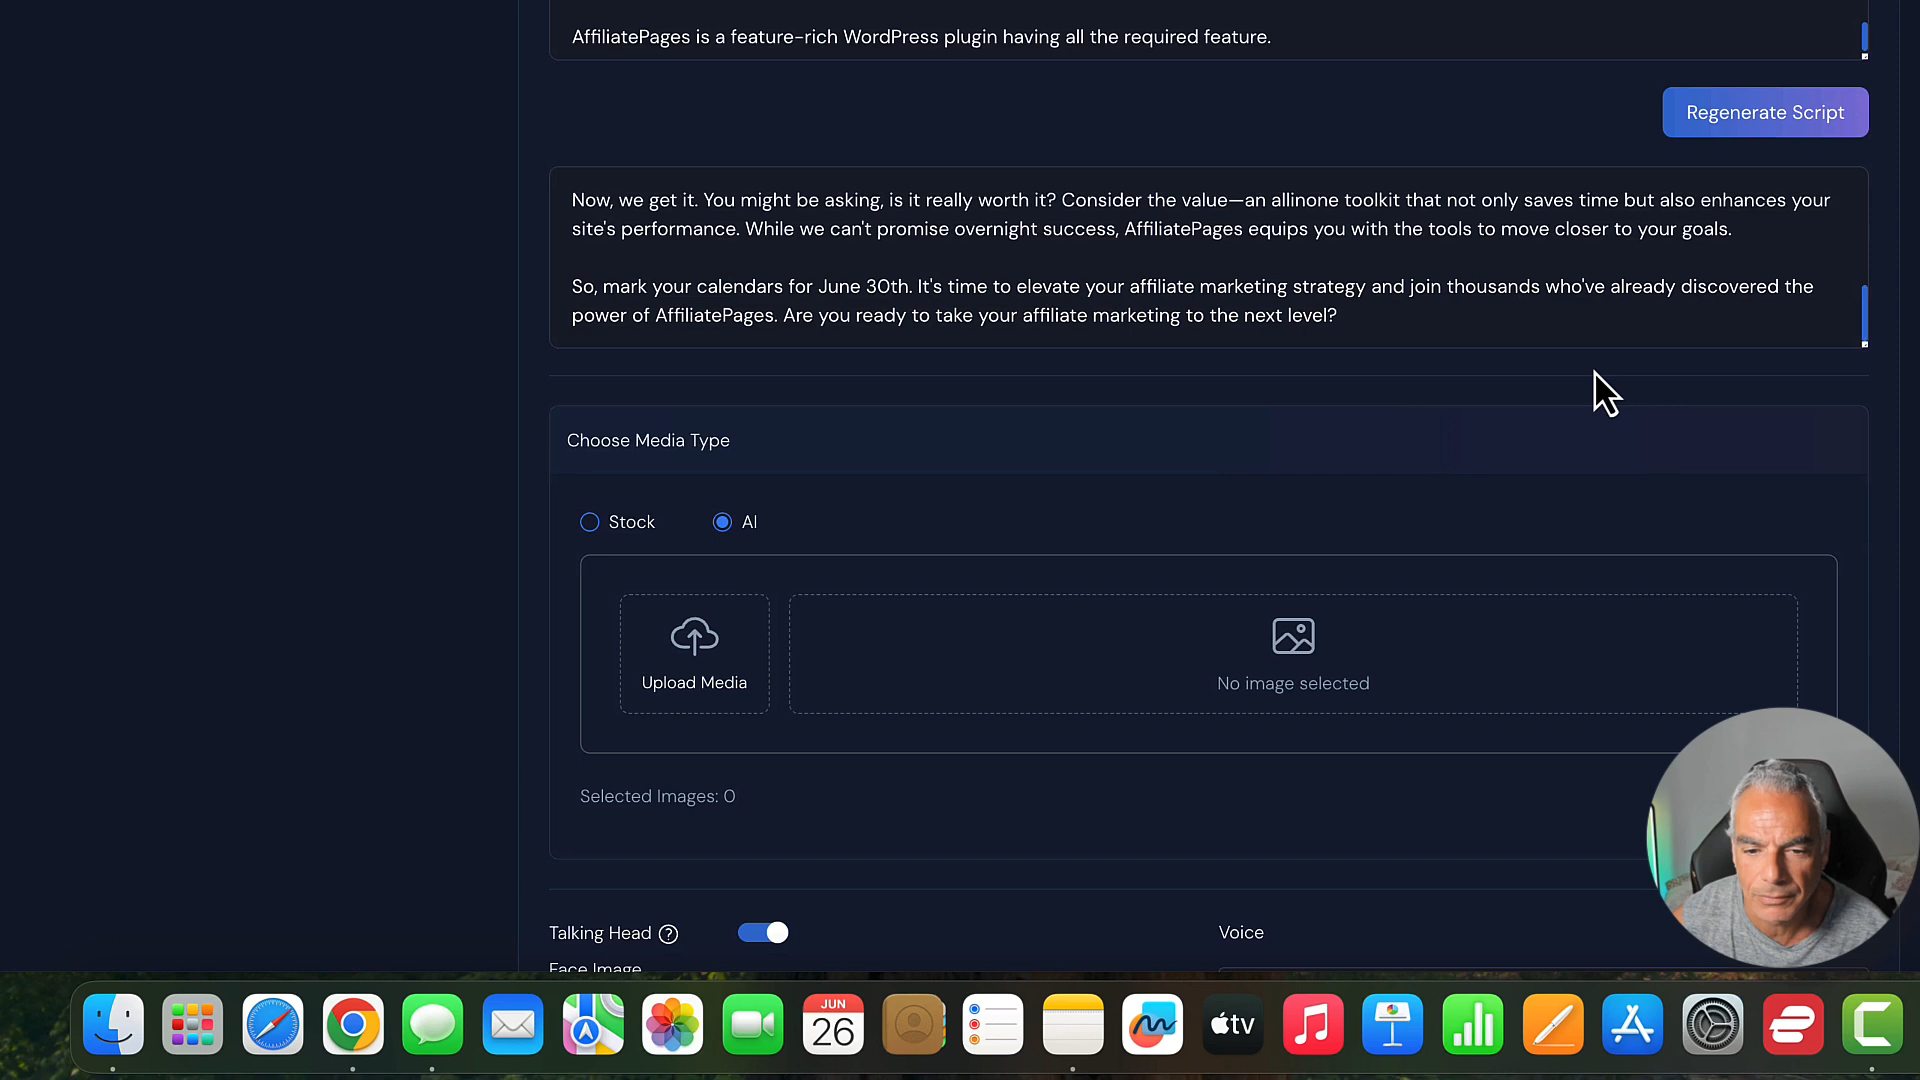 AffiliatePages is a feature-rich WordPress plugin having all the required feature.
Regenerate Script
Now, we get it. You might be asking, is it really worth it? Consider the value—an allinone toolkit that not only saves time but also enhances your
site's performance. While we can't promise overnight success, AffiliatePages equips you with the tools to move closer to your goals.
So, mark your calendars for June 30th. It's time to elevate your affiliate marketing strategy and join thousands who've already discovered the
power of AffiliatePages. Are you ready to take your affiliate marketing to the next level?
Choose Media Type
Stock AI
Upload Media
No image selected
Selected Images: 0
Talking Head ?
Voice
Face Image
JUN
26
tv